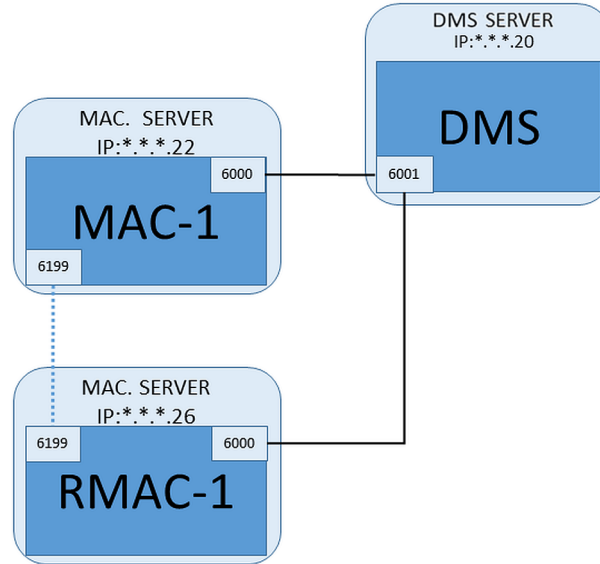 DMS SERVER
IP:*.*.*.20
DMS
6001
MAC. SERVER
IP:*.*.*.22
6000
MAC-1
6199
MAC. SERVER
IP:*.*.*.26
6199
6000
RMAC-1